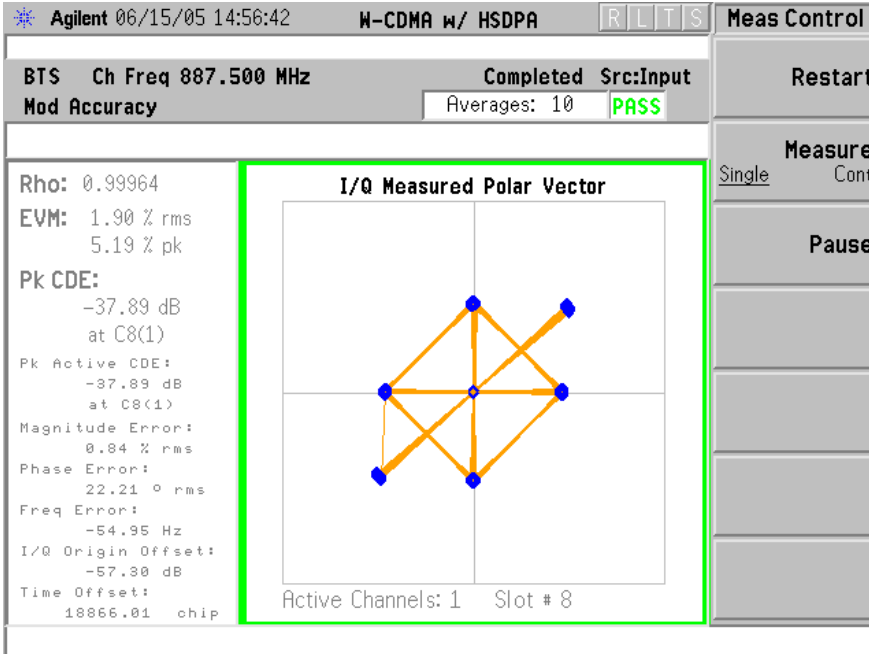 Agilent 06/15/05 14:56:42 W-CDMA w/ HSDPA R L T S Meas Control
BTS Ch Freq 887.500 MHz Completed Src:Input
Mod Accuracy Averages: 10 PASS
Restart
Measure
Single Cont
Pause
Rho: 0.99964
EVM: 1.90 % rms
5.19 % pk
Pk CDE:
-37.89 dB
at C8(1)
Pk Active CDE:
-37.89 dB
at C8(1)
Magnitude Error:
0.84 % rms
Phase Error:
22.21 ° rms
Freq Error:
-54.95 Hz
I/Q Origin Offset:
-57.30 dB
Time Offset:
18866.01 chip
I/Q Measured Polar Vector
Active Channels: 1 Slot # 8